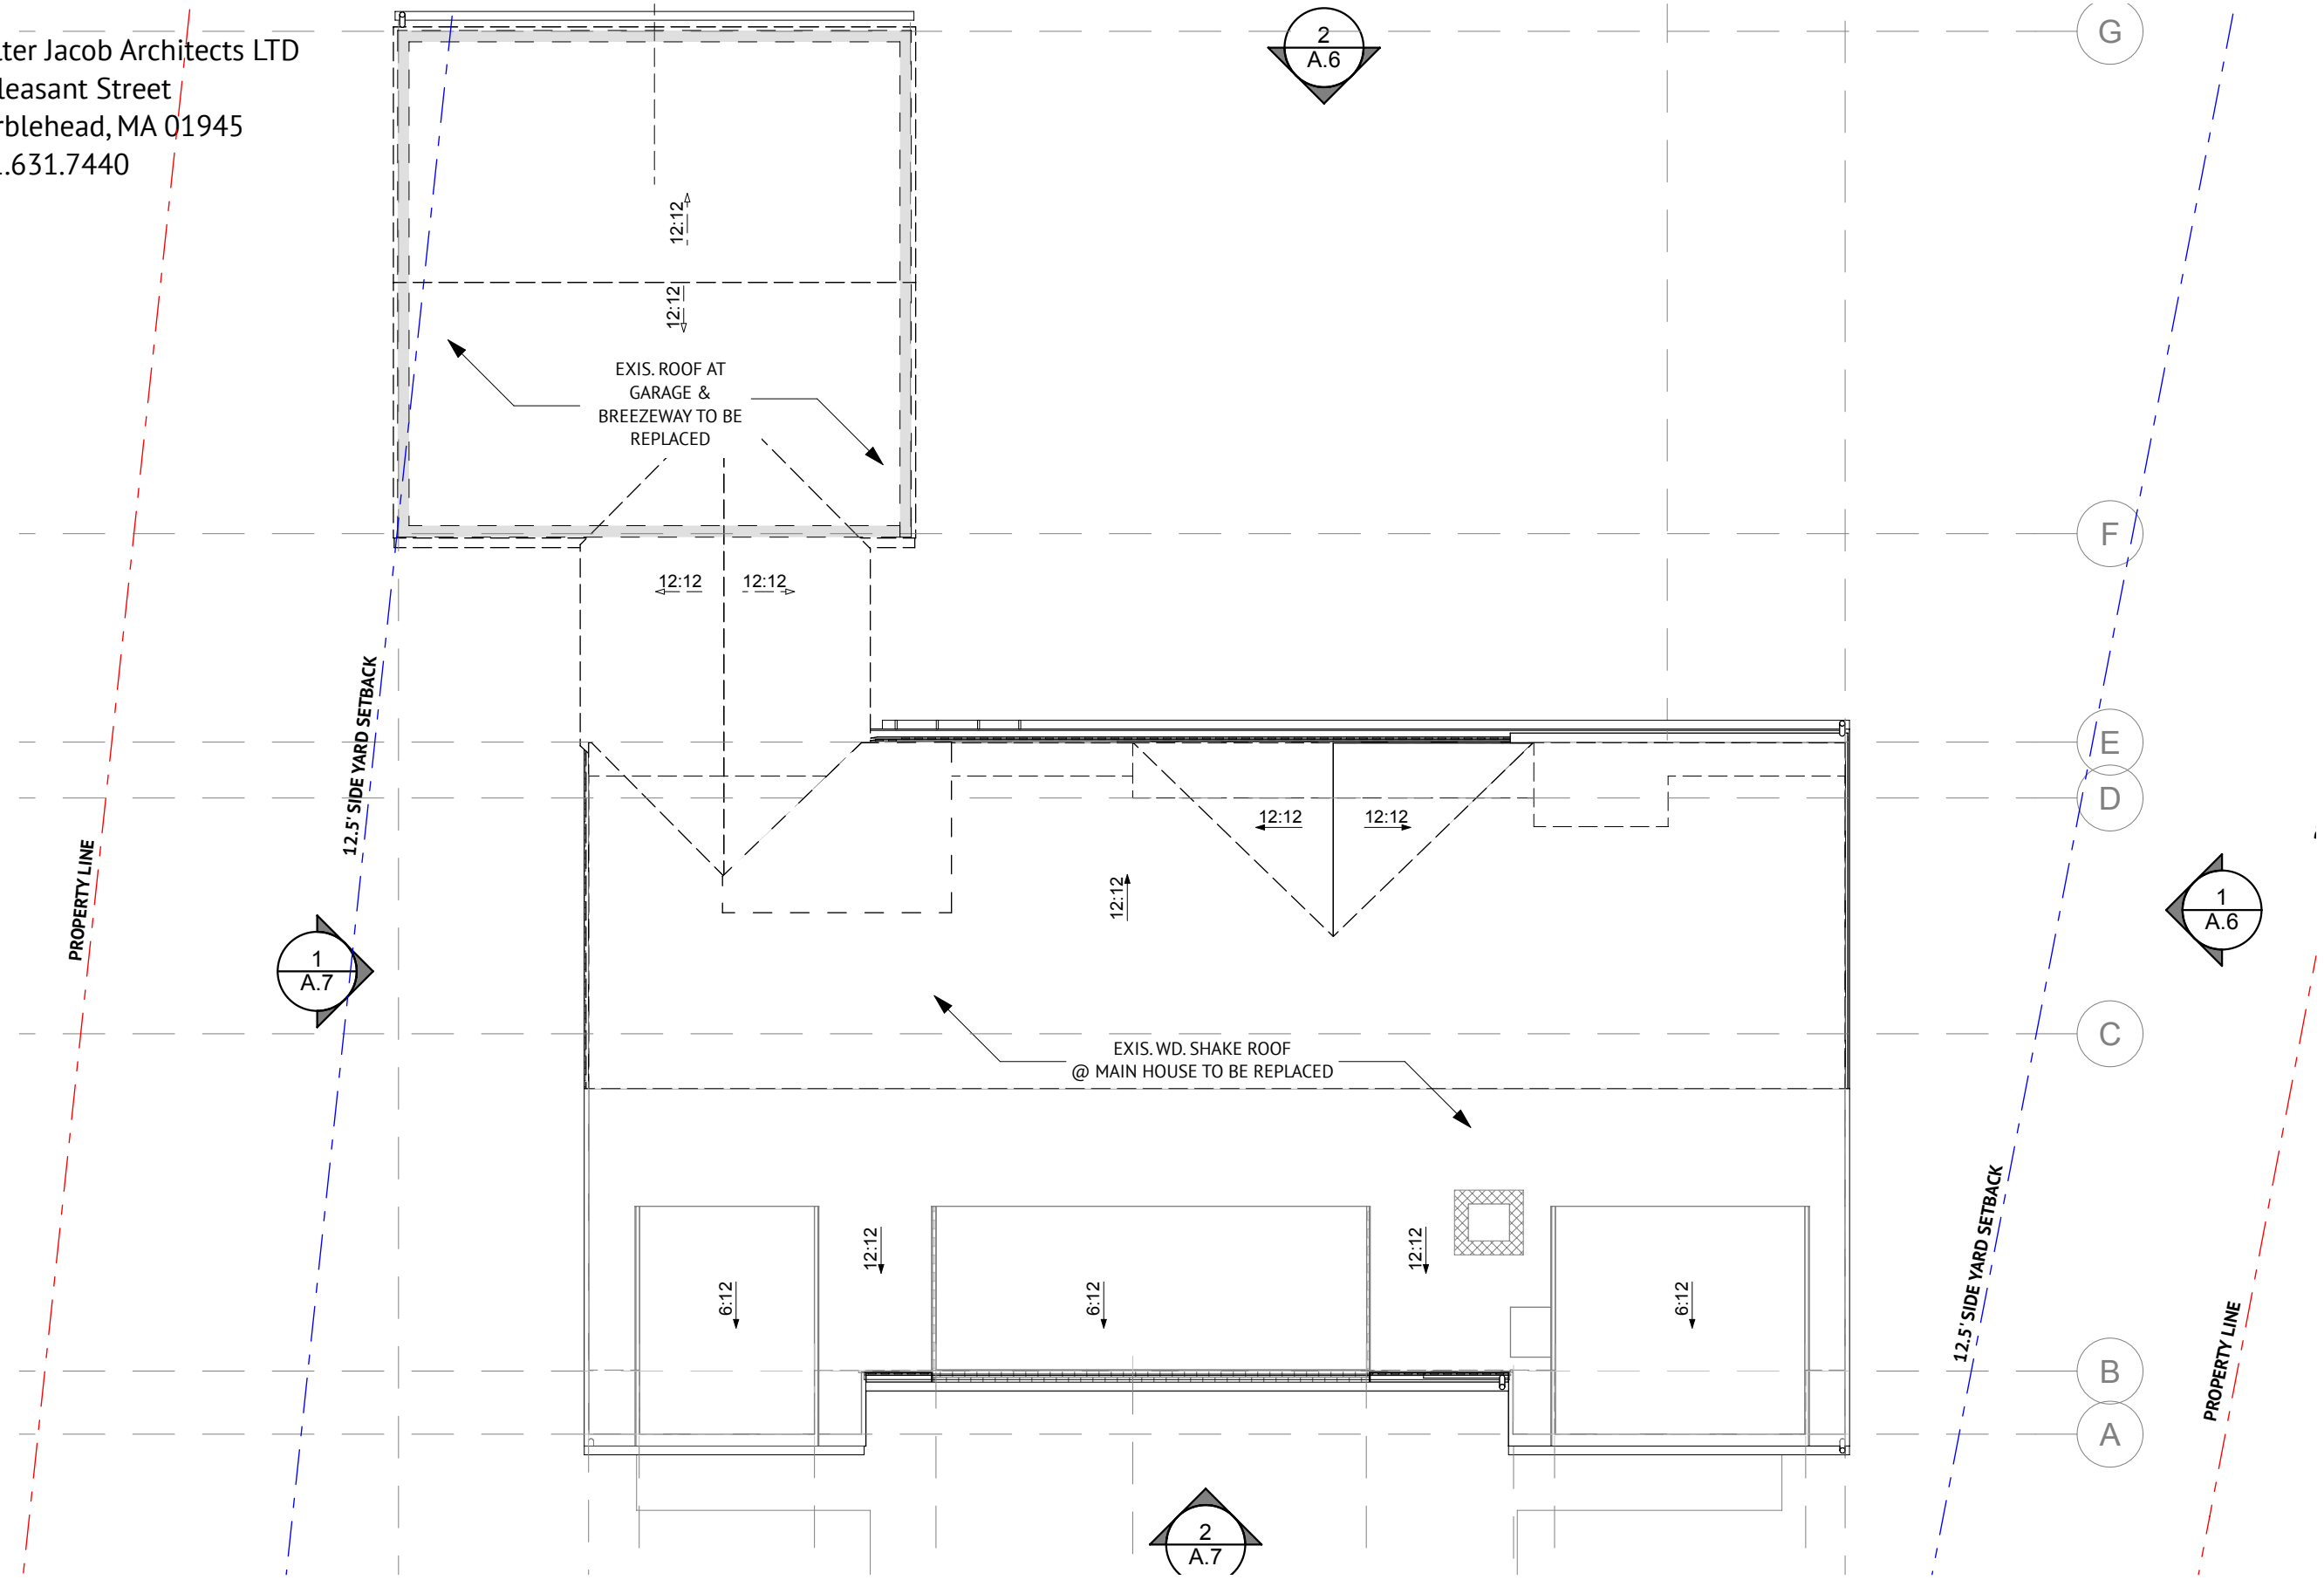 lter Jacob Architects LTD
leasant Street
rblehead, MA 01945
.631.7440
2
A.6
G
12:12
12:12
EXIS. ROOF AT
GARAGE &
BREEZEWAY TO BE
REPLACED
F
12:12
12:12
12.5' SIDE YARD SETBACK
E
D
12:12
12:12
PROPERTY LINE
12:12
1
A.7
1
A.6
C
EXIS. WD. SHAKE ROOF
@ MAIN HOUSE TO BE REPLACED
12:12
12:12
6:12
6:12
6:12
12.5' SIDE YARD SETBACK
PROPERTY LINE
B
A
2
A.7